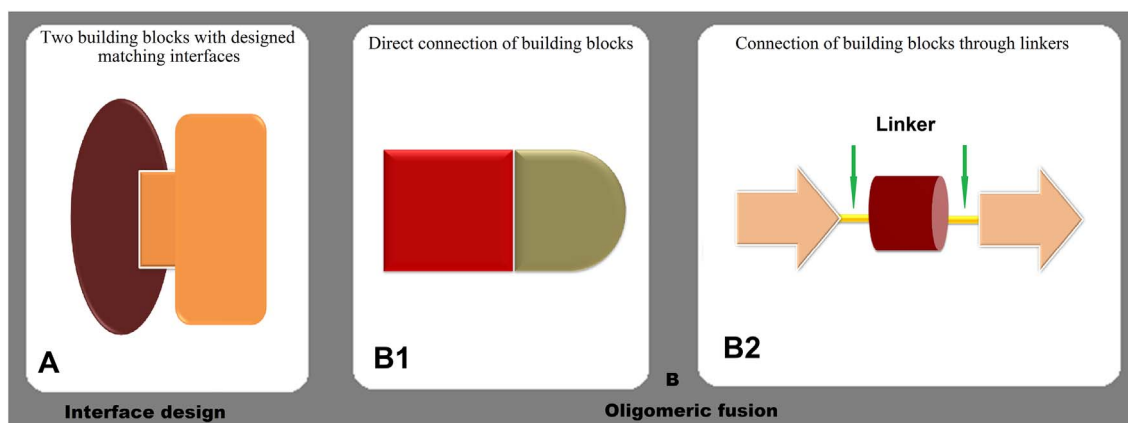 Two building blocks with designed
matching interfaces
A
Interface design
Direct connection of building blocks
B1
Connection of building blocks through linkers
Linker
B2
B
Oligomeric fusion